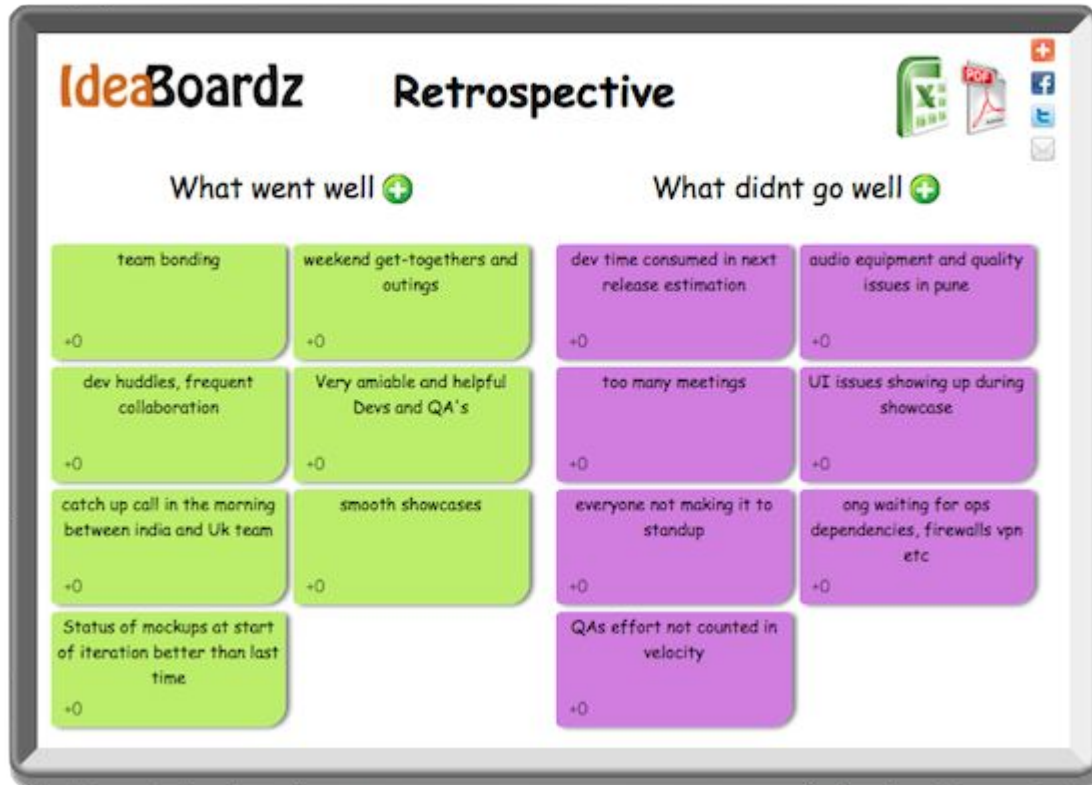 IdeaBoardz
Retrospective
PDF
What went well
What didnt go well
team bonding
+0
weekend get-togethers and
outings
+0
dev huddles, frequent
collaboration
+0
Very amiable and helpful
Devs and QA's
+0
catch up call in the morning
between india and Uk team
+0
smooth showcases
+0
Status of mockups at start
of iteration better than last
time
+0
dev time consumed in next
release estimation
+0
audio equipment and quality
issues in pune
+0
too many meetings
+0
UI issues showing up during
showcase
+0
everyone not making it to
standup
+0
ong waiting for ops
dependencies, firewalls vpn
etc
+0
QAs effort not counted in
velocity
+0